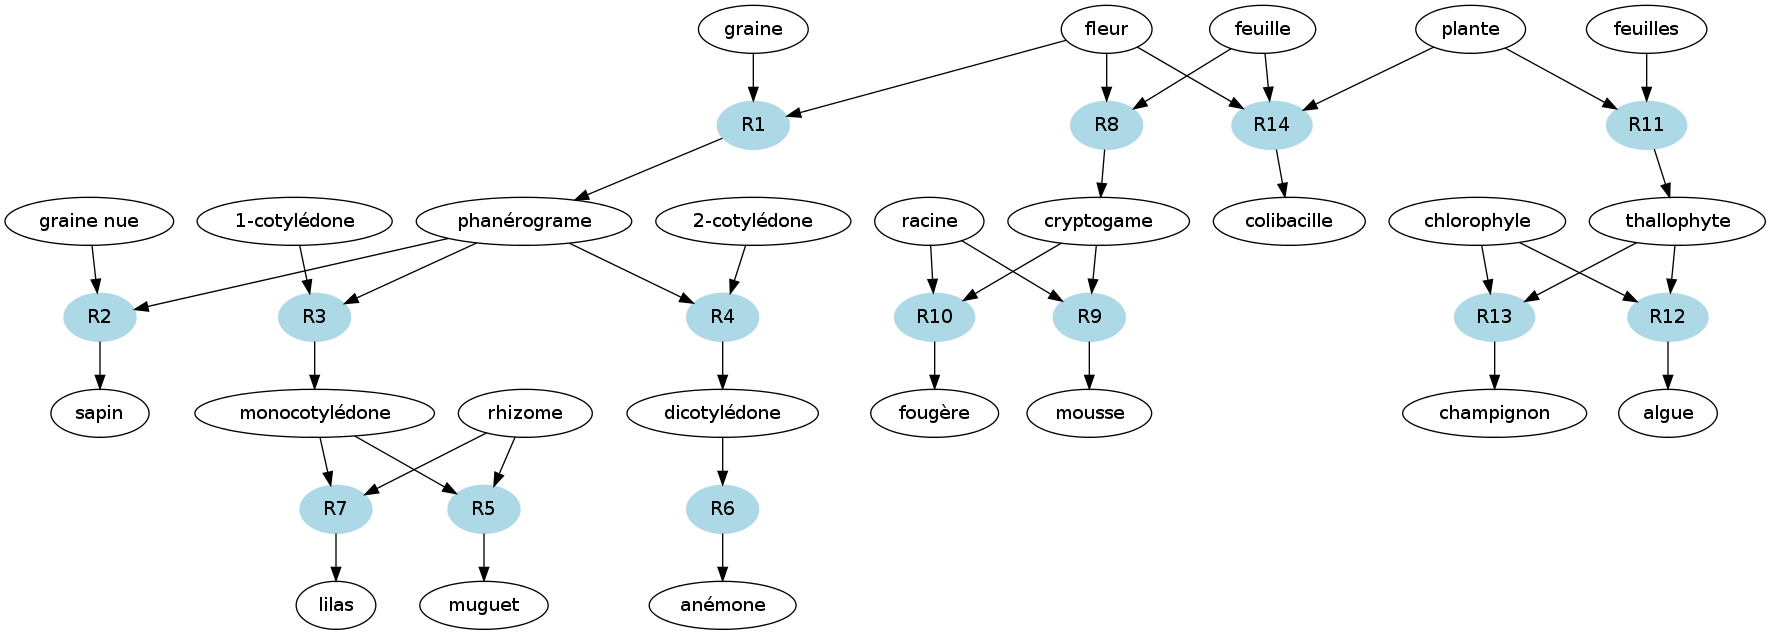 graine
fleur
feuille
plante
feuilles
R1
R8
R14
R11
graine nue
1-cotylédone
phanérograme
2-cotylédone
racine
cryptogame
colibacille
chlorophyle
thallophyte
R2
R3
R4
R10
R9
R13
R12
sapin
monocotylédone
rhizome
dicotylédone
fougère
mousse
champignon
algue
R7
R5
R6
lilas
muguet
anémone